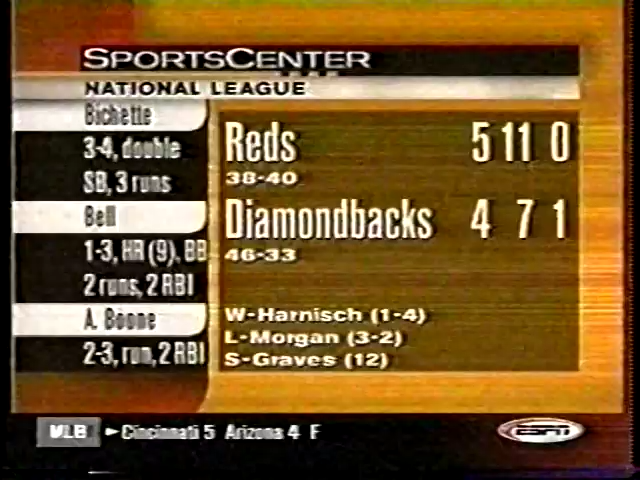 SPORTSCENTER
NATIONAL LEAGUE
Bichette
3-4, double
SB, 3 runs
Bell
1-3, HR (9), BB
2 runs, 2 RBI
A. Boone
2-3, run, 2 RBI
Reds 5 11 0
38-40
Diamondbacks 4 7 1
46-33
W-Harnisch (1-4)
L-Morgan (3-2)
S-Graves (12)
MLB ►Cincinnati 5 Arizona 4 F
ESPN